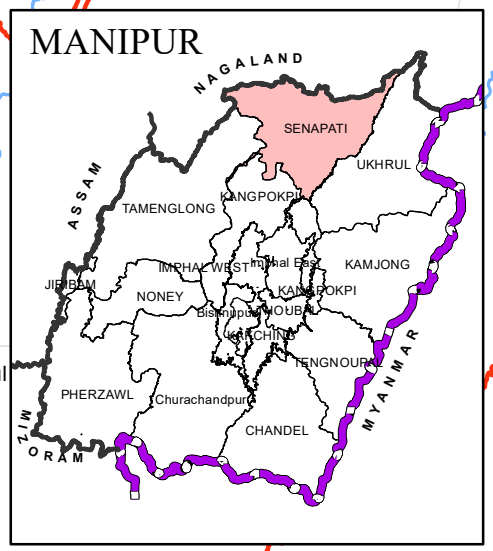 MANIPUR
NAGALAND
SENAPATI
ASSAM
UKHRUL
KANGPOKPI
TAMENGLONG
IMPHAL WEST
Imphal East
KAMJONG
JIRIBAM
NONEY
KANGPOKPI
Bishnupur
THOUBAL
KAKCHING
TENGNOUPAL
MYANMAR
PHERZAWL
Churachandpur
CHANDEL
MIZORAM